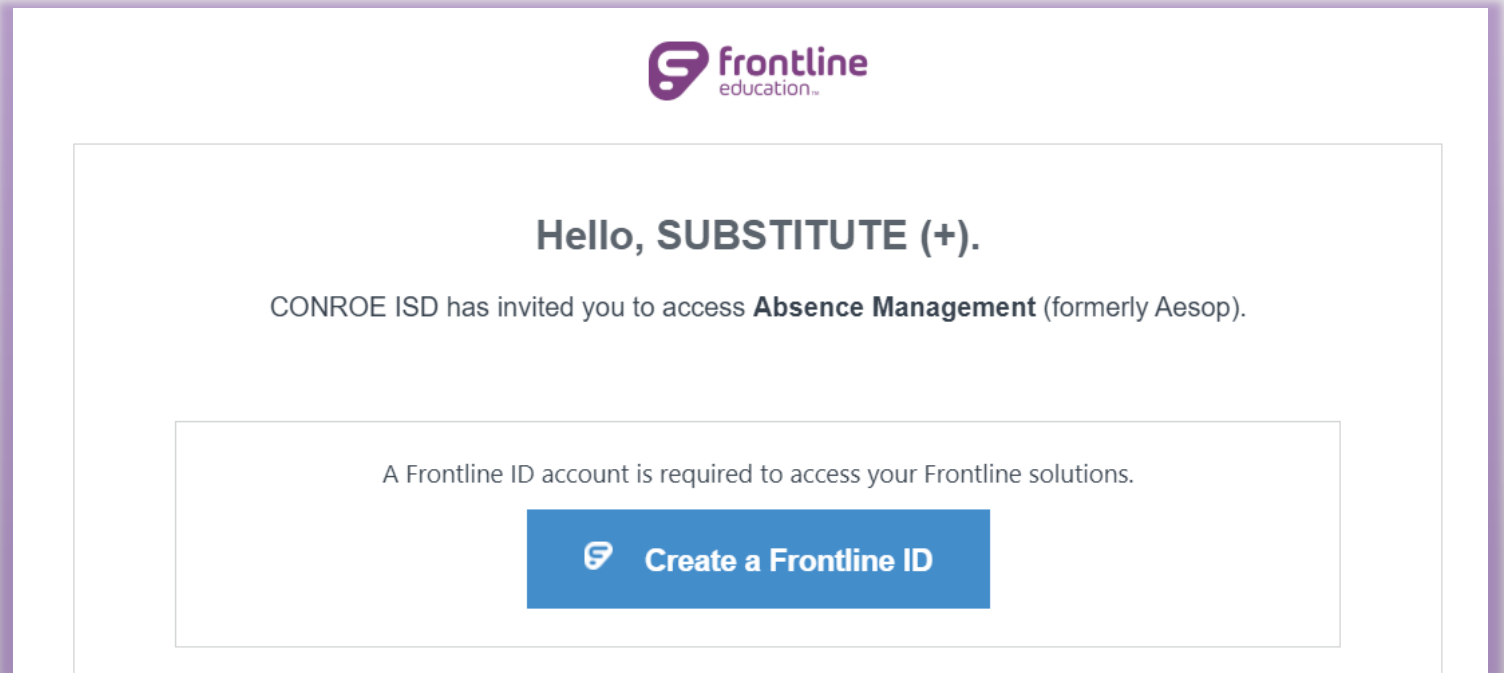 frontline
education™
Hello, SUBSTITUTE (+).
CONROE ISD has invited you to access Absence Management (formerly Aesop).
A Frontline ID account is required to access your Frontline solutions.
Create a Frontline ID